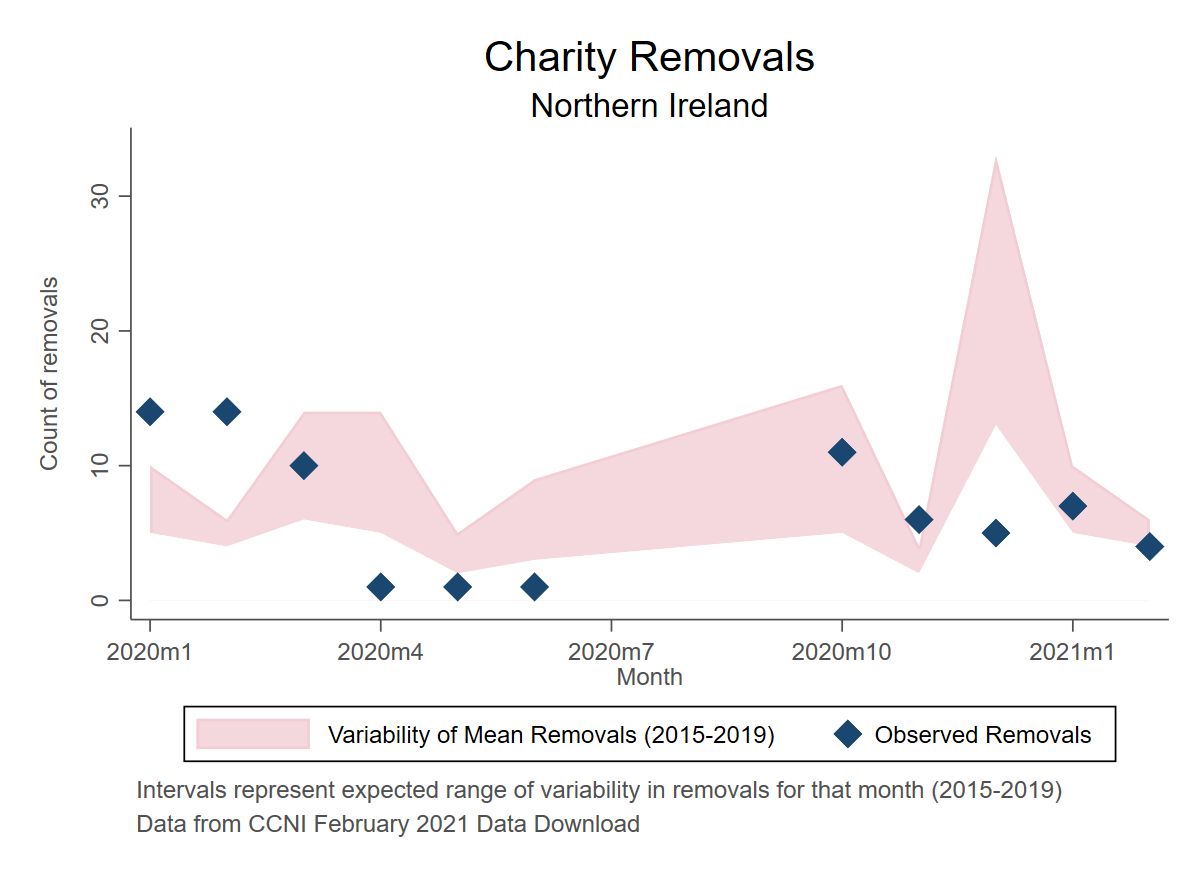 Charity Removals
Northern Ireland
Count of removals
30
20
10
0
2020m1 2020m4 2020m7 2020m10 2021m1
Month
Variability of Mean Removals (2015-2019) Observed Removals
Intervals represent expected range of variability in removals for that month (2015-2019)
Data from CCNI February 2021 Data Download